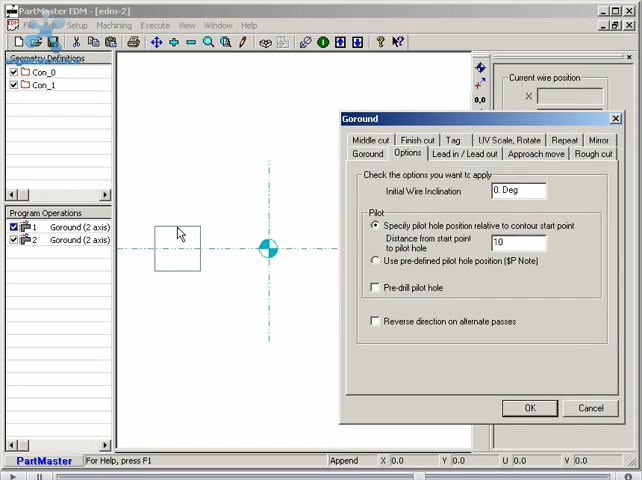 PartMaster EDM - [edm-2]
File Edit Setup Machining Execute View Window Help
Geometry Definitions
Con_0
Con_1
Program Operations
1 Goround (2 axis)
2 Goround (2 axis)
Current wire position
X
0,0
Goround
Middle cut Finish cut Tag UV Scale, Rotate Repeat Mirror
Goround Options Lead in / Lead out Approach move Rough cut
Check the options you want to apply
Initial Wire Inclination 0. Deg
Pilot
Specify pilot hole position relative to contour start point
Distance from start point
to pilot hole 10
Use pre-defined pilot hole position ($P Note)
Pre-drill pilot hole
Reverse direction on alternate passes
OK Cancel
PartMaster For Help, press F1 Append X 0.0 Y 0.0 U 0.0 V 0.0